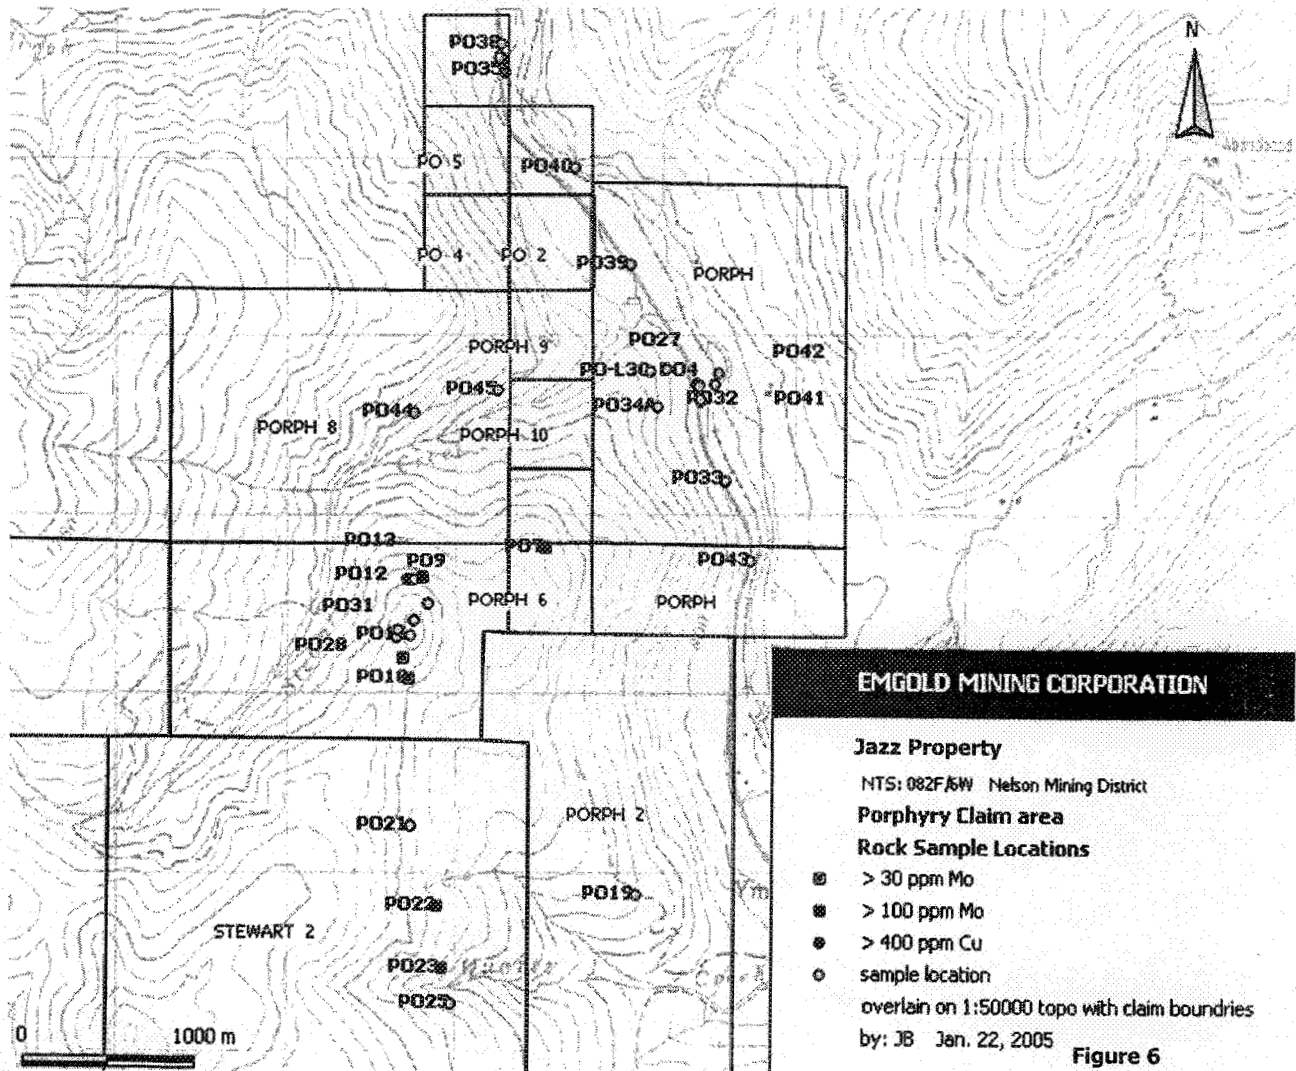 N
PO38
PO35
PO 5
PO40
PO 4
PO 2
PO39
PORPH
PORPH 9
PO27
PO42
PO-L30
PO4
PO45
PO32
PO41
PO44
PO34A
PORPH 8
PORPH 10
PO33
PO13
PO7
PO9
PO43
PO12
PO31
PORPH 6
PORPH
PO28
EMGOLD MINING CORPORATION
Jazz Property
NTS: 082F/6W Nelson Mining District
Porphyry Claim area
Rock Sample Locations
> 30 ppm Mo
> 100 ppm Mo
> 400 ppm Cu
sample location
overlain on 1:50000 topo with claim boundries
by: JB Jan. 22, 2005
Figure 6
PORPH 2
PO21
PO19
PO22
STEWART 2
PO23
PO25
0 1000 m